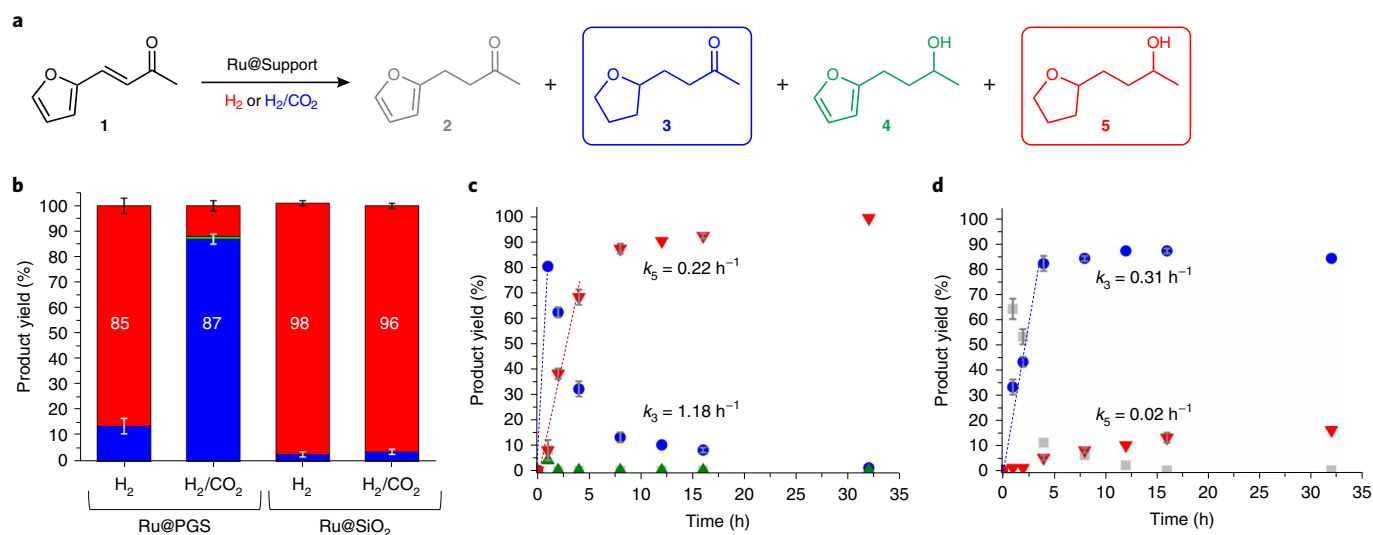 a
O
O
O
OH
OH
Ru@Support
H₂ or H₂/CO₂
O
O
O
O
O
+
+
+
1
2
3
4
5
b
Product yield (%)
100
90
80
70
60
50
40
30
20
10
0
85
87
98
96
H₂
H₂/CO₂
H₂
H₂/CO₂
Ru@PGS
Ru@SiO₂
c
Product yield (%)
100
90
80
70
60
50
40
30
20
10
0
k₅ = 0.22 h⁻¹
k₃ = 1.18 h⁻¹
0 5 10 15 20 25 30 35
Time (h)
d
Product yield (%)
100
90
80
70
60
50
40
30
20
10
0
k₃ = 0.31 h⁻¹
k₅ = 0.02 h⁻¹
0 5 10 15 20 25 30 35
Time (h)